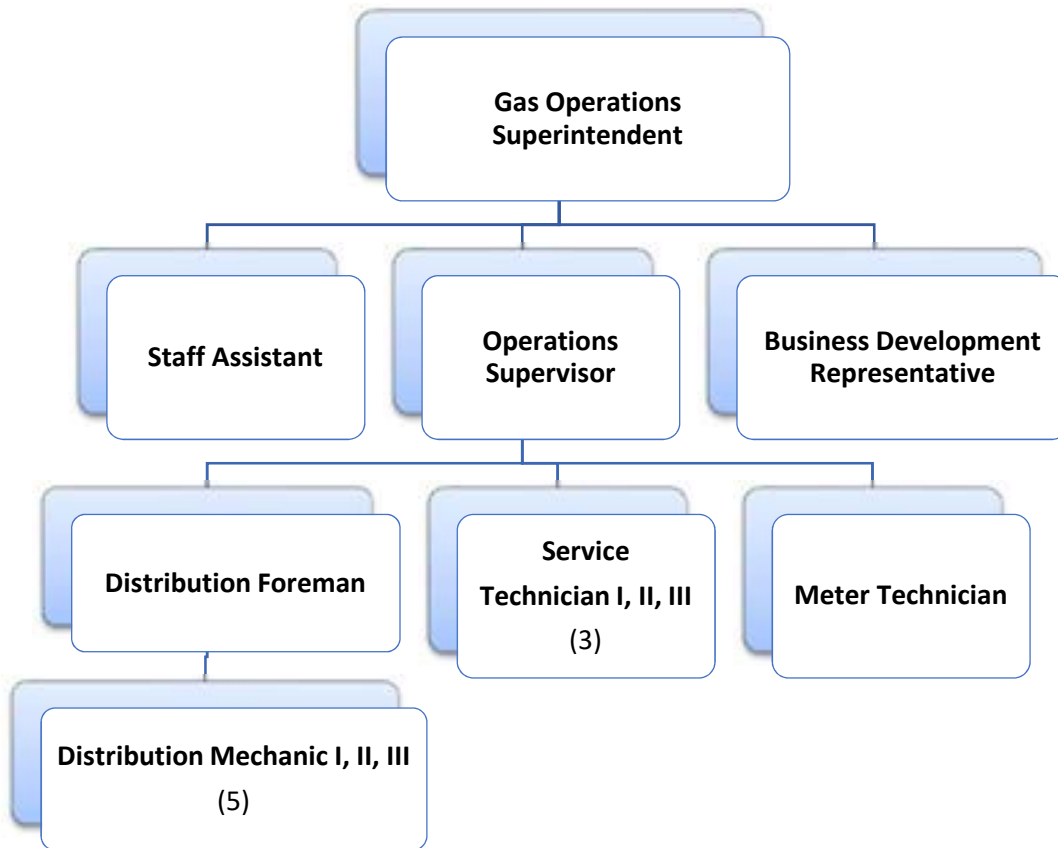 Gas Operations
Superintendent
Staff Assistant
Operations
Supervisor
Business Development
Representative
Distribution Foreman
Service
Technician I, II, III
(3)
Meter Technician
Distribution Mechanic I, II, III
(5)